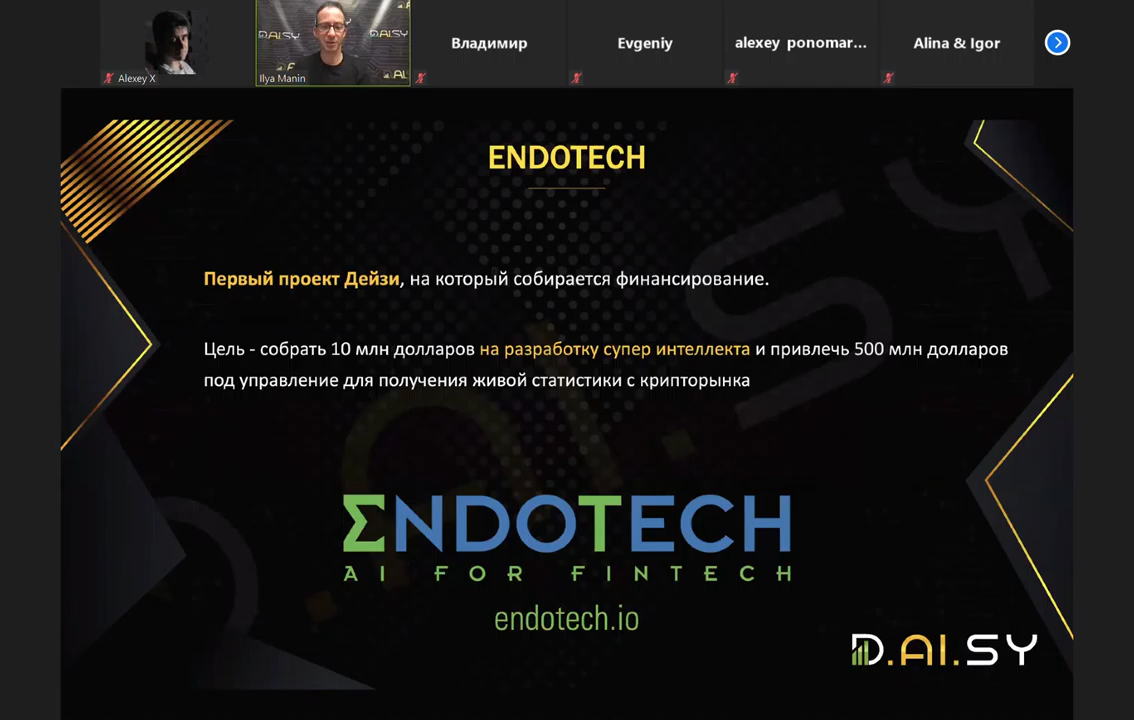 Alexey X
Ilya Manin
Владимир
Evgeniy
alexey ponomar...
Alina & Igor
ENDOTECH
Первый проект Дейзи, на который собирается финансирование.
Цель - собрать 10 млн долларов на разработку супер интеллекта и привлечь 500 млн долларов
под управление для получения живой статистики с крипторынка
ENDOTECH
AI FOR FINTECH
endotech.io
D.AI.SY